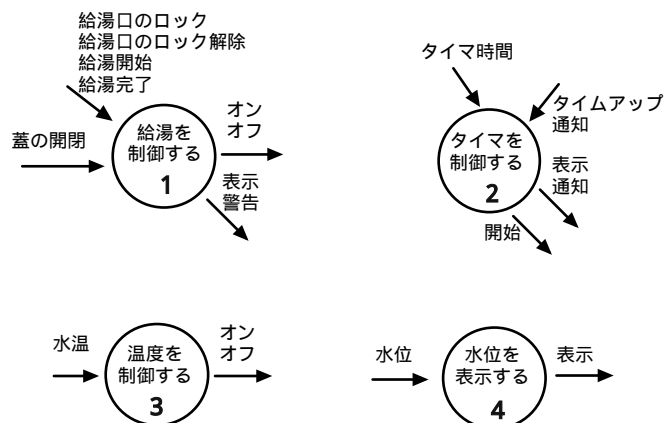 給湯口のロック
給湯口のロック解除
給湯開始
給湯完了
蓋の開閉
給湯を
制御する
1
オン
オフ
表示
警告
タイマ時間
タイムアップ
通知
タイマを
制御する
2
表示
通知
開始
水温
温度を
制御する
3
オン
オフ
水位
水位を
表示する
4
表示